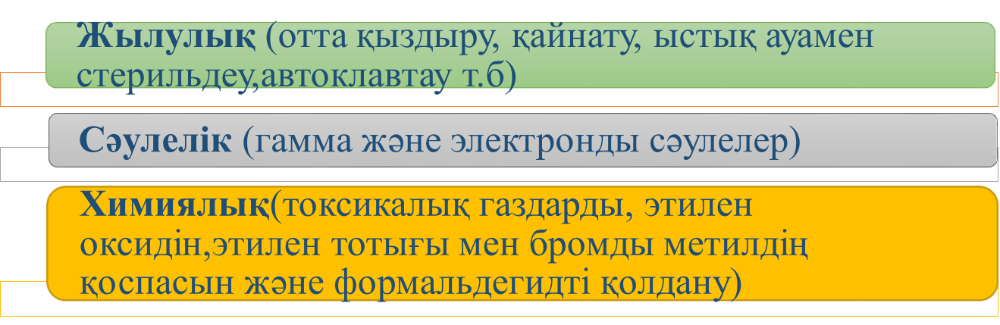 Жылулық (отта қыздыру, қайнату, ыстық ауамен
стерильдеу,автоклавтау т.б)
Сәулелік (гамма және электронды сәулелер)
Химиялық(токсикалық газдарды, этилен
оксидін,этилен тотығы мен бромды метилдің
қоспасын және формальдегидті қолдану)